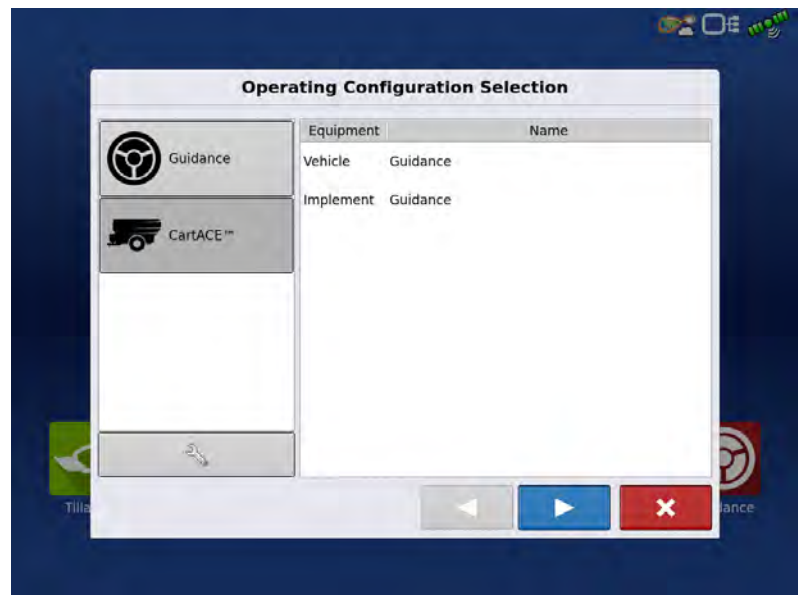 Operating Configuration Selection
Guidance
CartACE™
Equipment Name
Vehicle Guidance
Implement Guidance
Tilla
dance